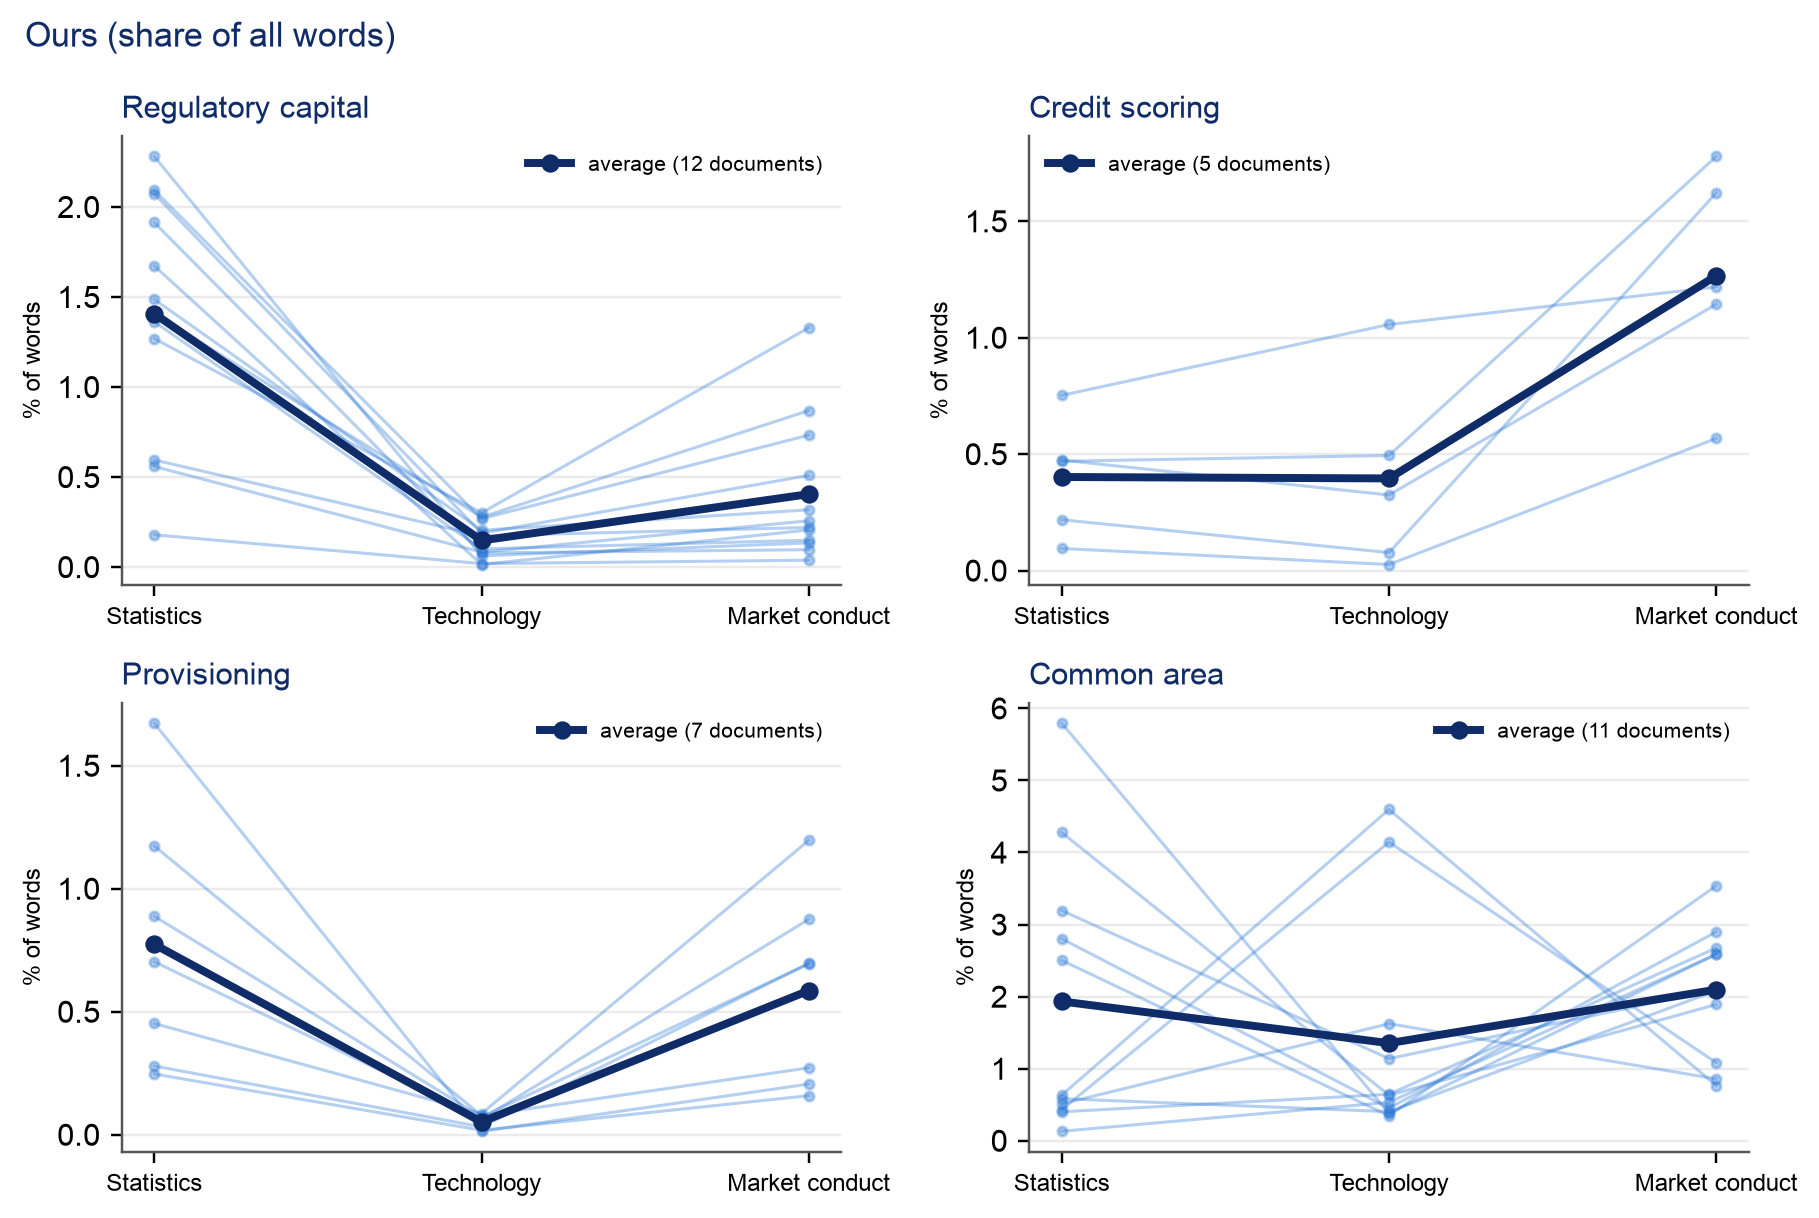 Ours (share of all words)
Regulatory capital
average (12 documents)
% of words
2.0
1.5
1.0
0.5
0.0
Statistics
Technology
Market conduct
Credit scoring
average (5 documents)
% of words
1.5
1.0
0.5
0.0
Statistics
Technology
Market conduct
Provisioning
average (7 documents)
% of words
1.5
1.0
0.5
0.0
Statistics
Technology
Market conduct
Common area
average (11 documents)
% of words
6
5
4
3
2
1
0
Statistics
Technology
Market conduct